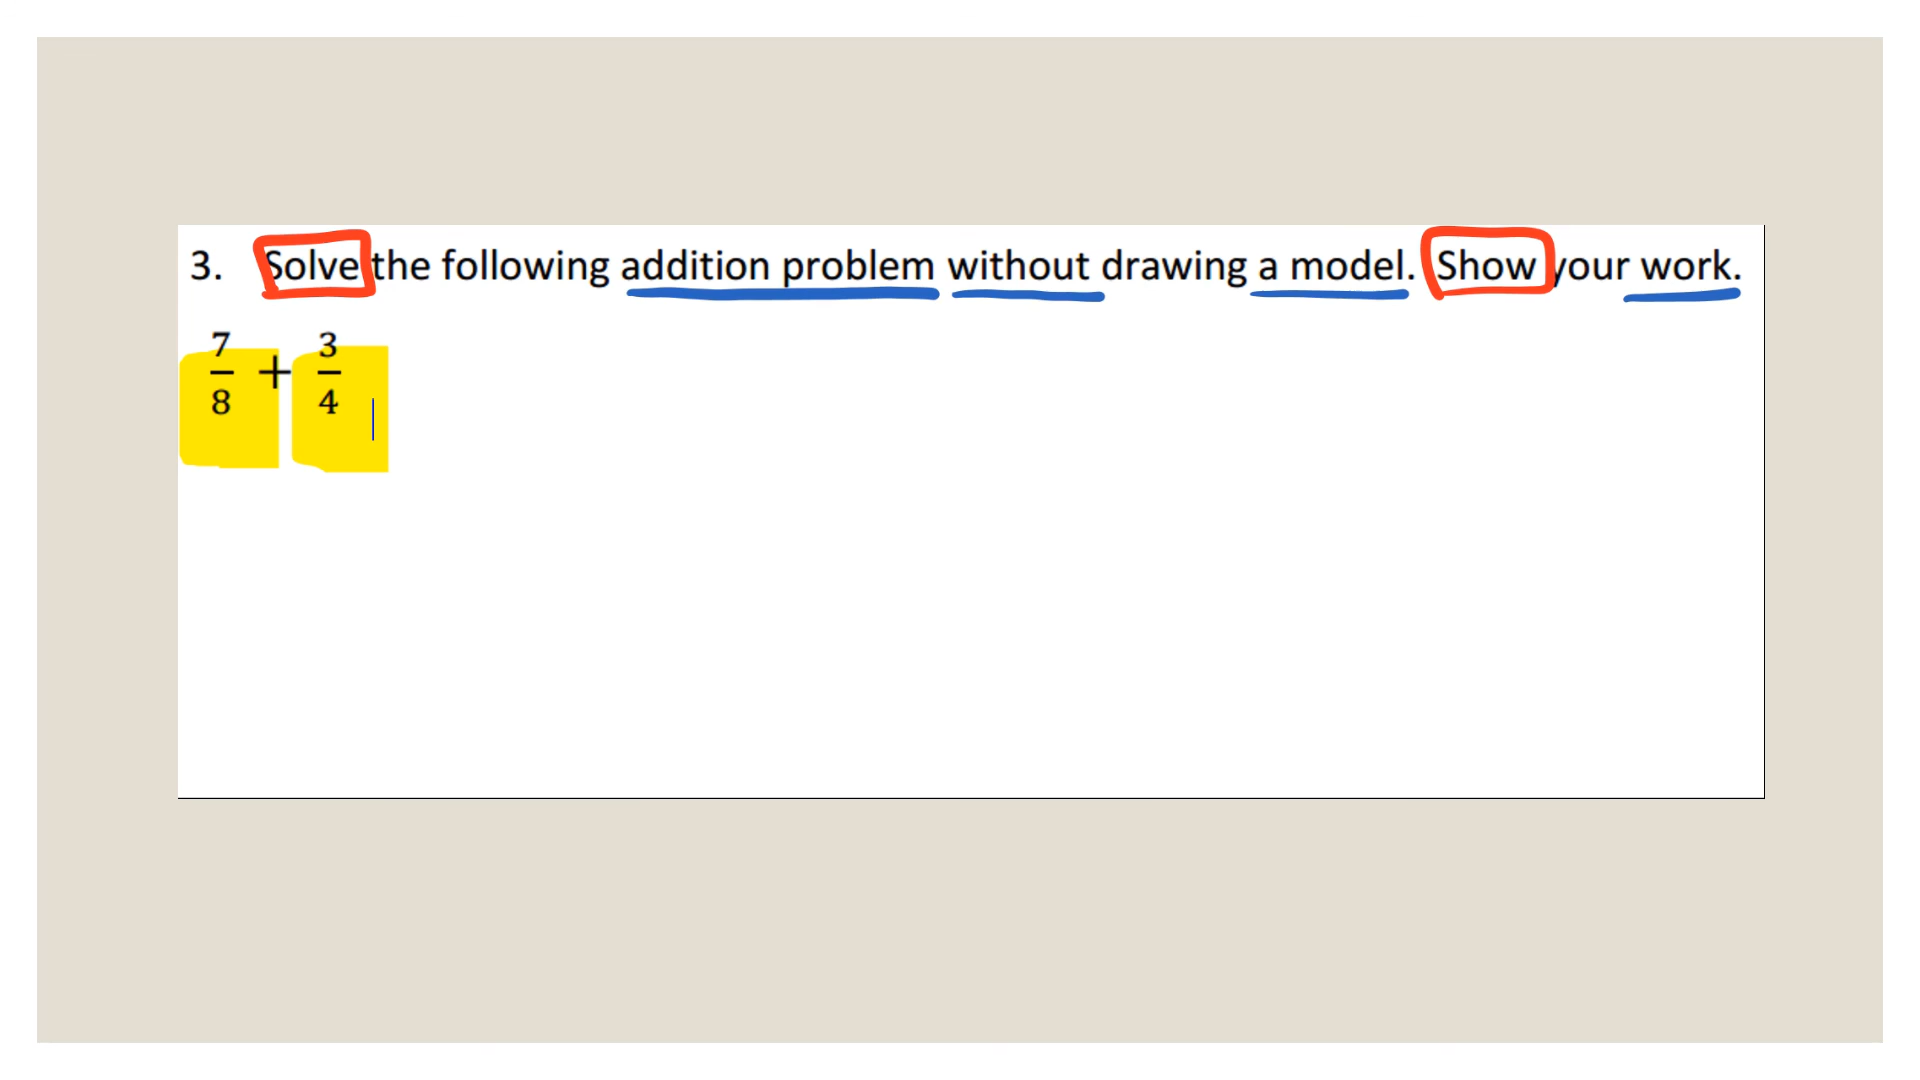 3. Solve the following addition problem without drawing a model. Show your work.
7/8 + 3/4